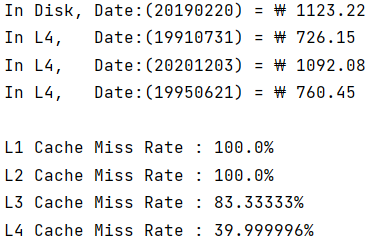 In Disk, Date:(20190220) = ₩ 1123.22
In L4,   Date:(19910731) = ₩ 726.15
In L4,   Date:(20201203) = ₩ 1092.08
In L4,   Date:(19950621) = ₩ 760.45
L1 Cache Miss Rate : 100.0%
L2 Cache Miss Rate : 100.0%
L3 Cache Miss Rate : 83.33333%
L4 Cache Miss Rate : 39.999996%